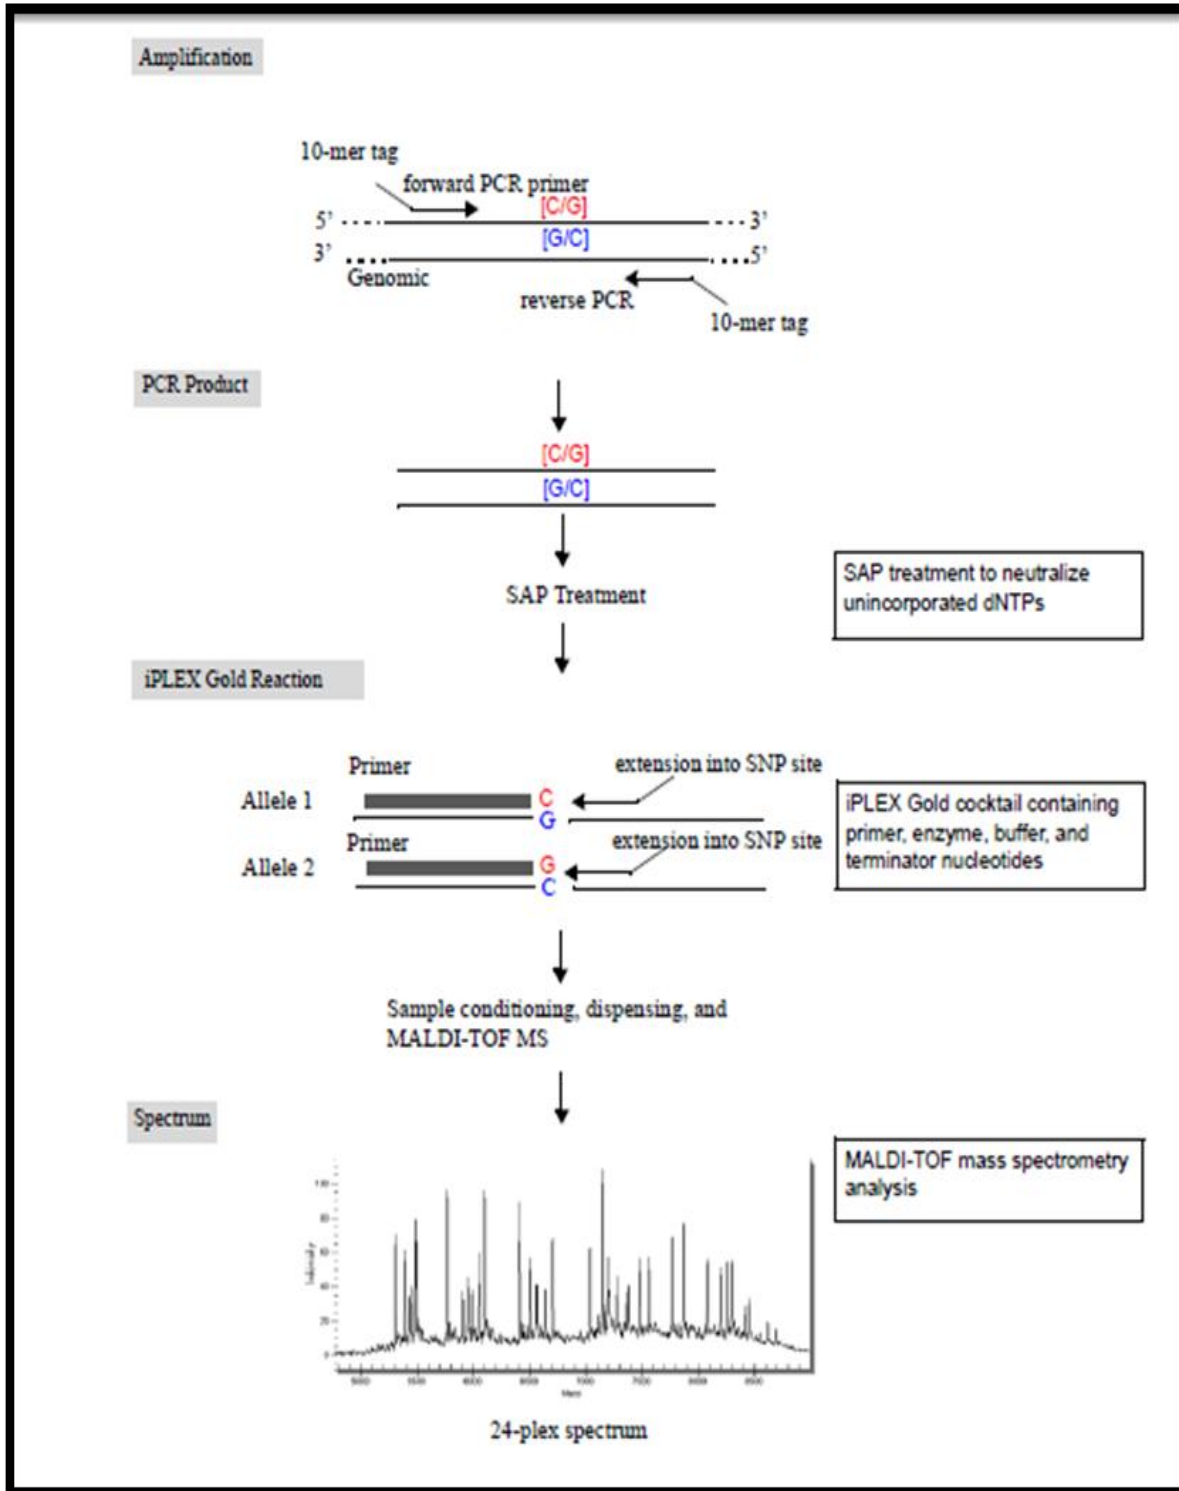 Amplification
10-mer tag
forward PCR primer
[C/G]
5’
3’
[G/C]
3’
5’
Genomic
reverse PCR
10-mer tag
PCR Product
[C/G]
[G/C]
SAP Treatment
SAP treatment to neutralize
unincorporated dNTPs
iPLEX Gold Reaction
Primer
extension into SNP site
Allele 1
C
G
iPLEX Gold cocktail containing
primer, enzyme, buffer, and
terminator nucleotides
Primer
extension into SNP site
Allele 2
G
C
Sample conditioning, dispensing, and
MALDI-TOF MS
Spectrum
MALDI-TOF mass spectrometry
analysis
24-plex spectrum